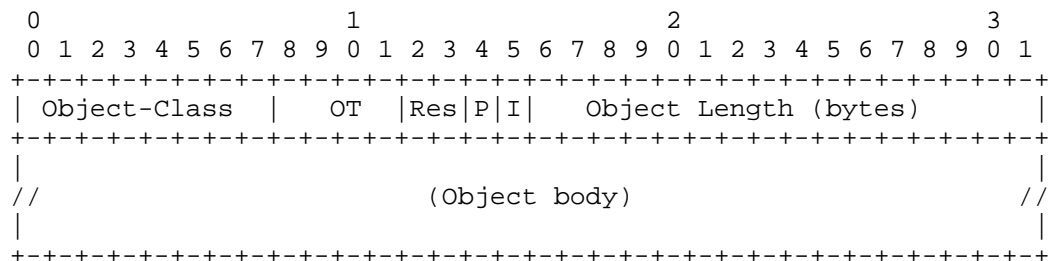 0                   1                   2                   3
 0 1 2 3 4 5 6 7 8 9 0 1 2 3 4 5 6 7 8 9 0 1 2 3 4 5 6 7 8 9 0 1
+-+-+-+-+-+-+-+-+-+-+-+-+-+-+-+-+-+-+-+-+-+-+-+-+-+-+-+-+-+-+-+-+
| Object-Class  |   OT  |Res|P|I|   Object Length (bytes)       |
+-+-+-+-+-+-+-+-+-+-+-+-+-+-+-+-+-+-+-+-+-+-+-+-+-+-+-+-+-+-+-+-+
|                                                               |
//                        (Object body)                        //
|                                                               |
+-+-+-+-+-+-+-+-+-+-+-+-+-+-+-+-+-+-+-+-+-+-+-+-+-+-+-+-+-+-+-+-+